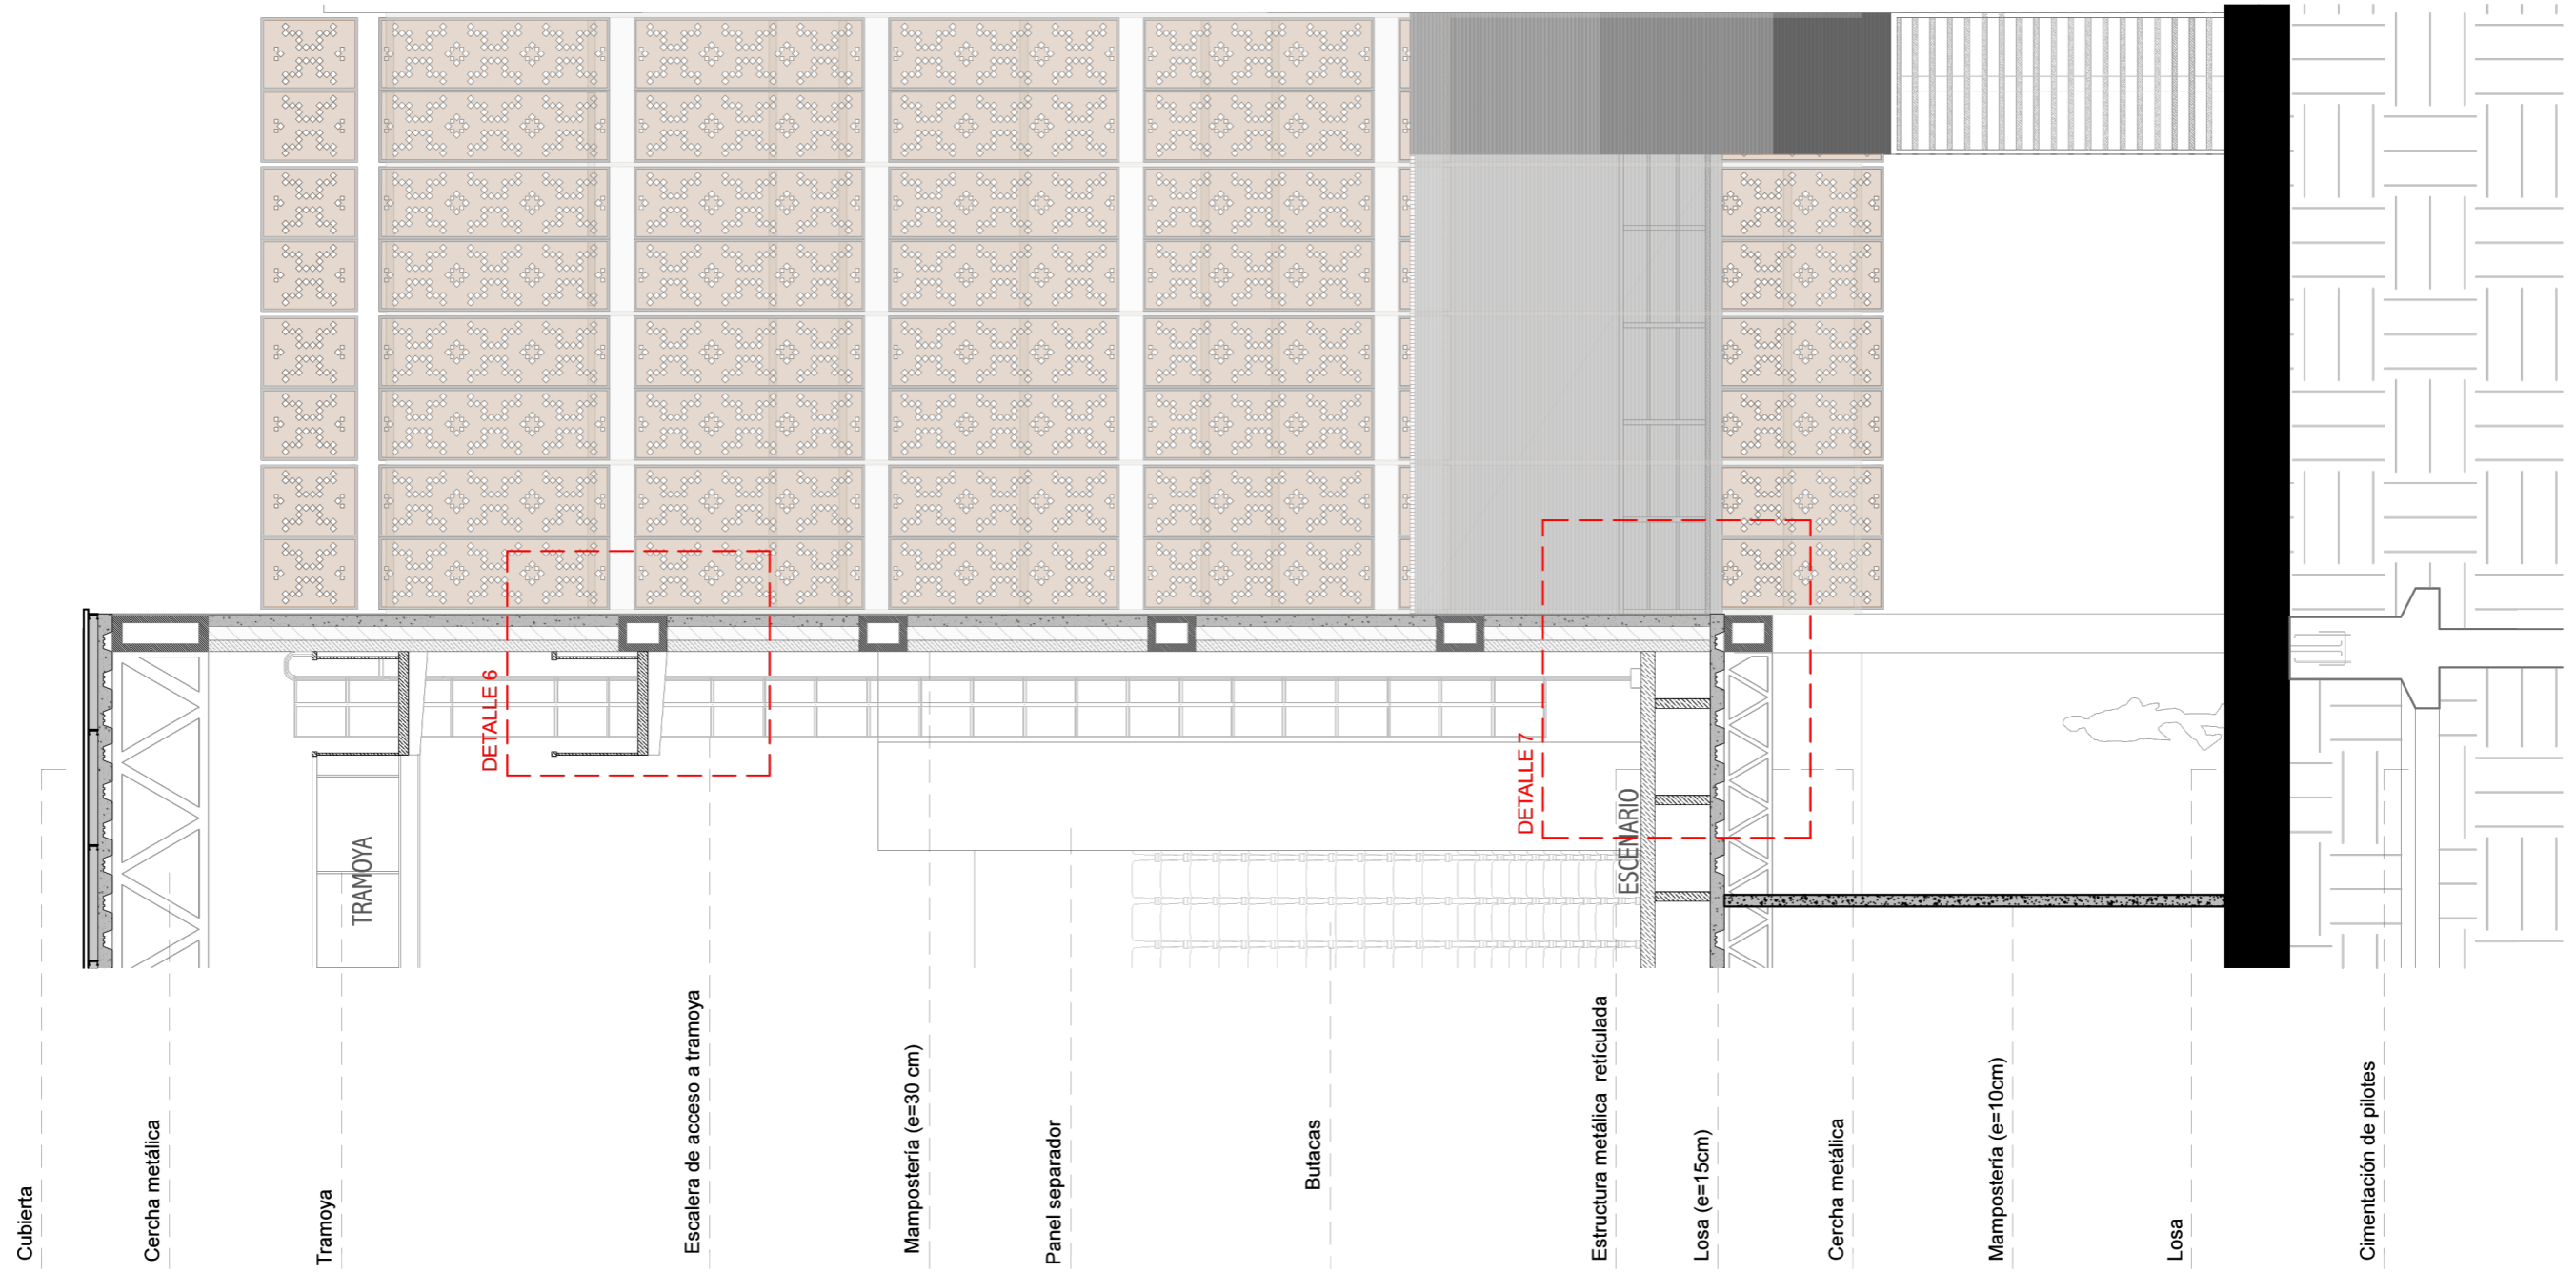 Cubierta
Cercha metálica
Tramoya
Escalera de acceso a tramoya
Mampostería (e=30 cm)
Panel separador
Butacas
Estructura metálica reticulada
Losa (e=15cm)
Cercha metálica
Mampostería (e=10cm)
Losa
Cimentación de pilotes
TRAMOYA
DETALLE 6
DETALLE 7
ESCENARIO